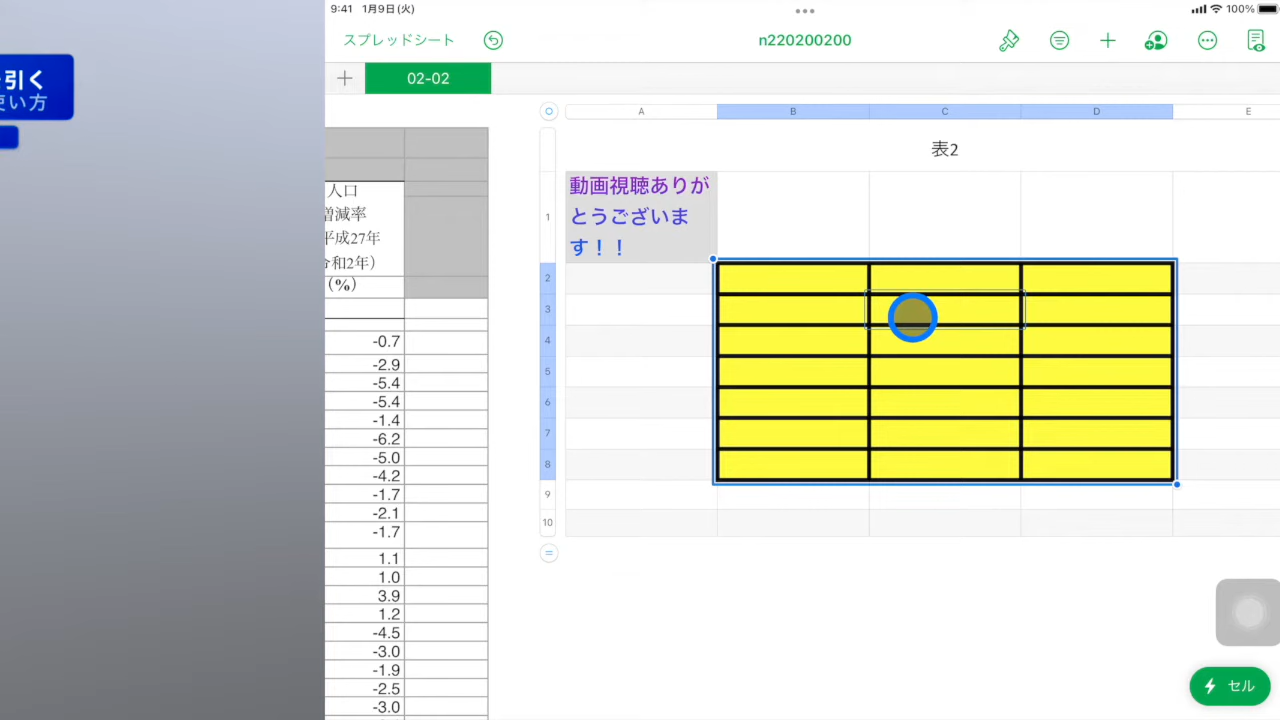 引く
使い方
9:41 1月9日(火)
100%
スプレッドシート
n220200200
02-02
人口
増減率
平成27年
令和2年)
(%)
-0.7
-2.9
-5.4
-5.4
-1.4
-6.2
-5.0
-4.2
-1.7
-2.1
-1.7
1.1
1.0
3.9
1.2
-4.5
-3.0
-1.9
-2.5
-3.0
A B C D E
表2
動画視聴ありが
とうございま
す！！
1
2
3
4
5
6
7
8
9
10
セル